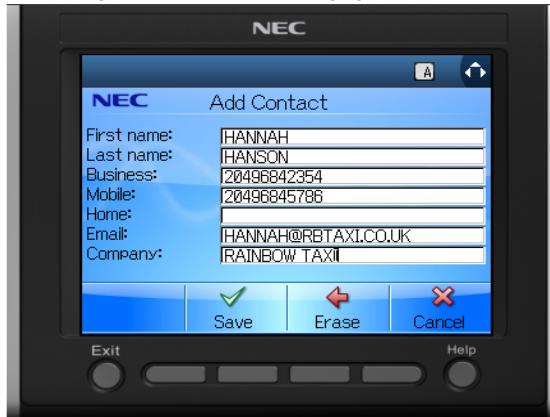 NEC
A
NEC Add Contact
First name: HANNAH
Last name: HANSON
Business: 20496842354
Mobile: 20496845786
Home:
Email: HANNAH@RBTAXI.CO.UK
Company: RAINBOW TAXI
Save Erase Cancel
Exit Help